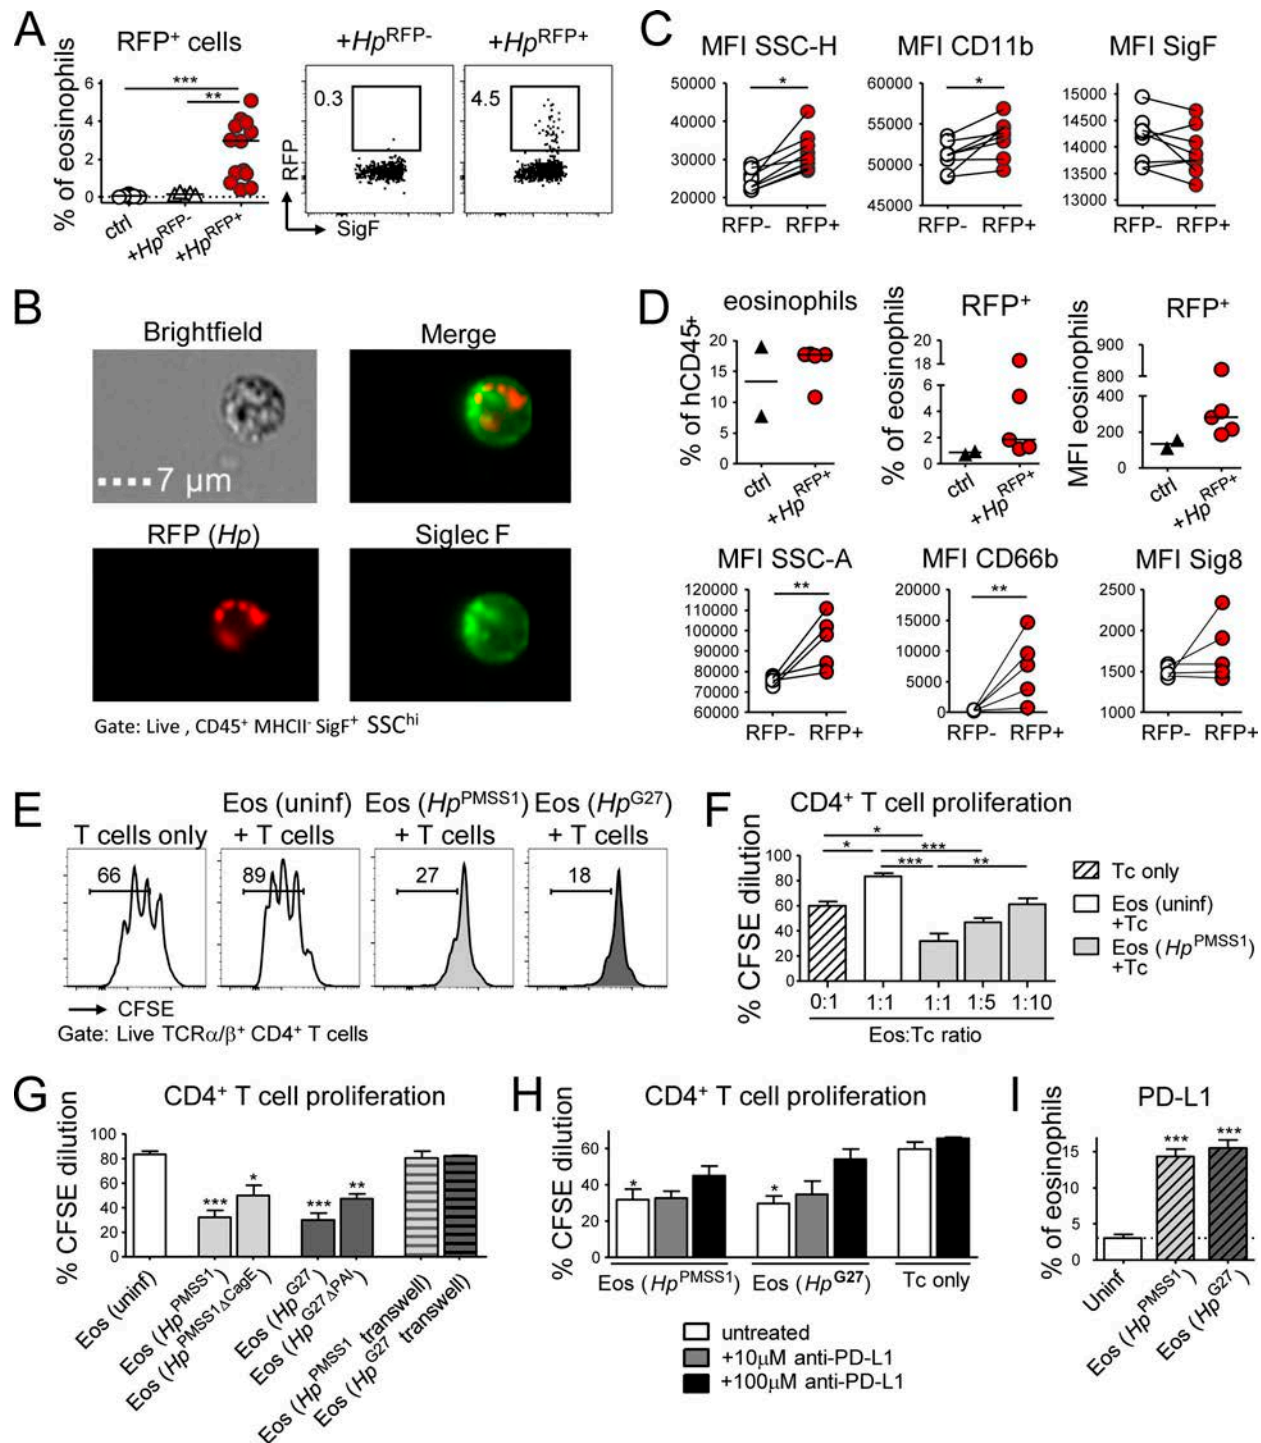 A
RFP+ cells
***
**
% of eosinophils
6
4
2
0
ctrl
+HpRFP-
+HpRFP+
+HpRFP-
+HpRFP+
0.3
4.5
RFP
SigF
B
Brightfield
Merge
7 µm
RFP (Hp)
Siglec F
Gate: Live , CD45+ MHCII- SigF+ SSChi
C
MFI SSC-H
MFI CD11b
MFI SigF
*
*
50000
40000
30000
20000
60000
55000
50000
45000
15000
14500
14000
13500
13000
RFP- RFP+
RFP- RFP+
RFP- RFP+
D
eosinophils
RFP+
RFP+
% of hCD45+
20
15
10
5
0
ctrl
+HpRFP+
% of eosinophils
20
18
6
4
2
0
ctrl
+HpRFP+
MFI eosinophils
900
800
400
200
0
ctrl
+HpRFP+
MFI SSC-A
MFI CD66b
MFI Sig8
**
**
120000
110000
100000
90000
80000
70000
60000
20000
15000
10000
5000
0
2500
2000
1500
1000
RFP- RFP+
RFP- RFP+
RFP- RFP+
E
T cells only
Eos (uninf)
+ T cells
Eos (HpPMSS1)
+ T cells
Eos (HpG27)
+ T cells
66
89
27
18
CFSE
Gate: Live TCRα/β+ CD4+ T cells
F
CD4+ T cell proliferation
*
*
***
***
**
% CFSE dilution
100
80
60
40
20
0
0:1 1:1 1:1 1:5 1:10
Eos:Tc ratio
Tc only
Eos (uninf)
+Tc
Eos (HpPMSS1)
+Tc
G
CD4+ T cell proliferation
% CFSE dilution
100
80
60
40
20
0
***
*
***
**
Eos (uninf)
Eos (HpPMSS1)
Eos (HpPMSS1ΔCagE)
Eos (HpG27)
Eos (HpG27ΔPAI)
Eos (HpPMSS1 transwell)
Eos (HpG27 transwell)
H
CD4+ T cell proliferation
% CFSE dilution
60
40
20
0
*
*
Eos (HpPMSS1)
Eos (HpG27)
Tc only
untreated
+10µM anti-PD-L1
+100µM anti-PD-L1
I
PD-L1
% of eosinophils
15
10
5
0
***
***
Uninf
Eos (HpPMSS1)
Eos (HpG27)